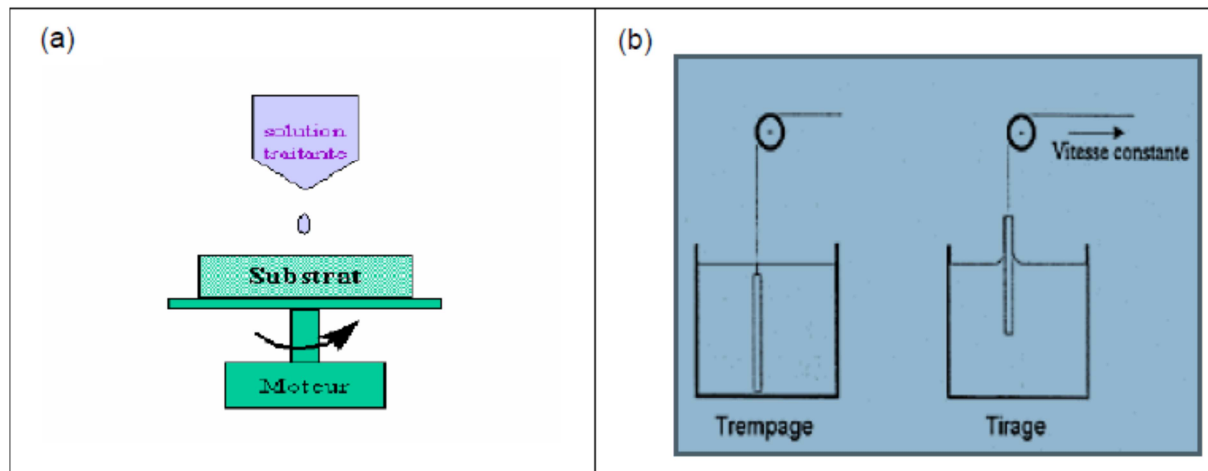 (a)
solution
traitante
Substrat
Moteur
(b)
Vitesse constante
Trempage
Tirage